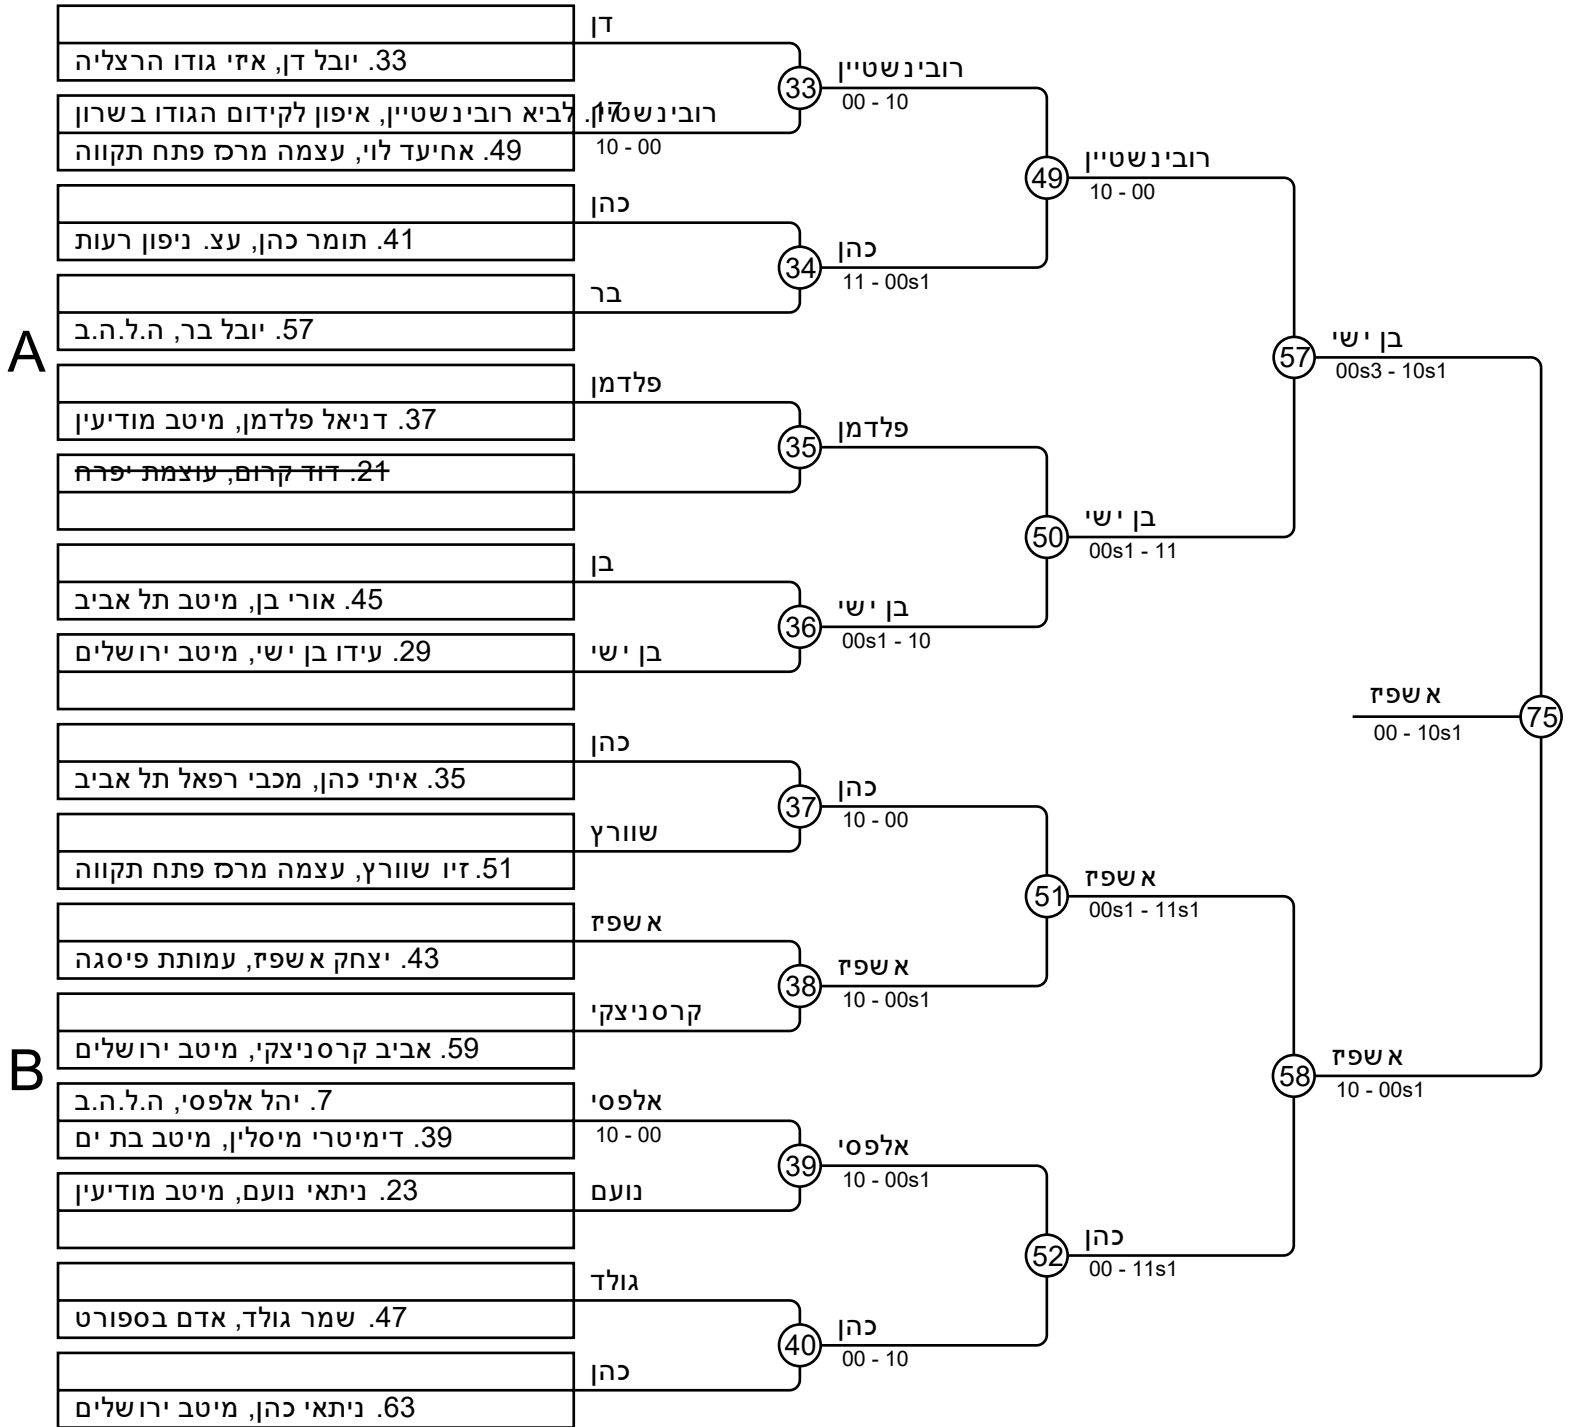 A
33. יובל דן, איזי גודו הרצליה
17. לביא רובינשטיין, איפון לקידום הגודו בשרון
49. אחיעד לוי, עצמה מרכז פתח תקווה
41. תומר כהן, עצ. ניפון רעות
57. יובל בר, ה.ל.ה.ב
37. דניאל פלדמן, מיטב מודיעין
21. דוד קרום, עוצמת יפרח
45. אורי בן, מיטב תל אביב
29. עידו בן ישי, מיטב ירושלים
B
35. איתי כהן, מכבי רפאל תל אביב
51. זיו שוורץ, עצמה מרכז פתח תקווה
43. יצחק אשפיז, עמותת פיסגה
59. אביב קרסניצקי, מיטב ירושלים
7. יהל אלפסי, ה.ל.ה.ב
39. דימיטרי מיסלין, מיטב בת ים
23. ניתאי נועם, מיטב מודיעין
47. שמר גולד, אדם בספורט
63. ניתאי כהן, מיטב ירושלים
דן
רובינשטיין
10 - 00
כהן
בר
פלדמן
בן
בן ישי
כהן
שוורץ
אשפיז
קרסניצקי
אלפסי
10 - 00
נועם
גולד
כהן
33
רובינשטיין
00 - 10
34
כהן
11 - 00s1
35
פלדמן
36
בן ישי
00s1 - 10
37
כהן
10 - 00
38
אשפיז
10 - 00s1
39
אלפסי
10 - 00s1
40
כהן
00 - 10
49
רובינשטיין
10 - 00
50
בן ישי
00s1 - 11
51
אשפיז
00s1 - 11s1
52
כהן
00 - 11s1
57
בן ישי
00s3 - 10s1
58
אשפיז
10 - 00s1
75
אשפיז
00 - 10s1